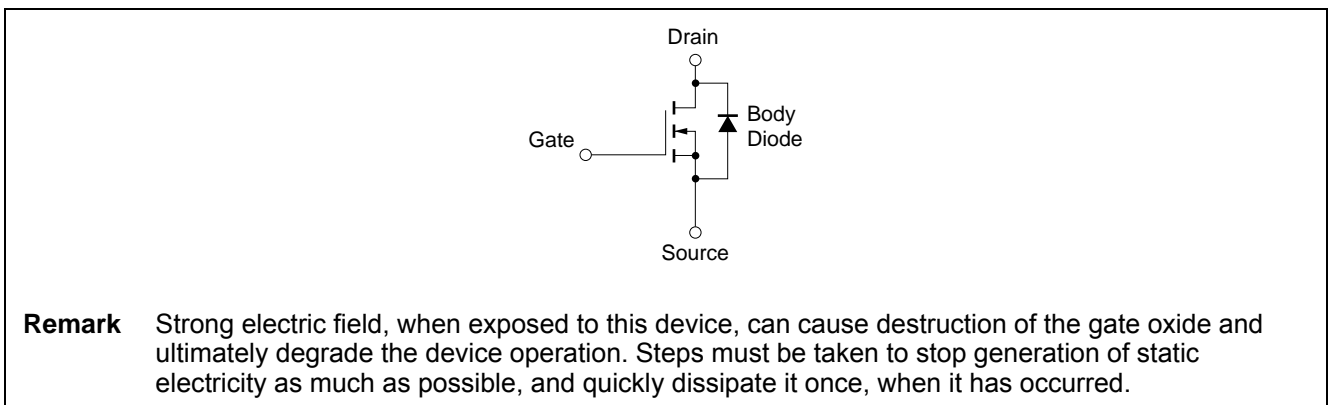 Drain
Body
Diode
Gate
Source
Remark Strong electric field, when exposed to this device, can cause destruction of the gate oxide and
ultimately degrade the device operation. Steps must be taken to stop generation of static
electricity as much as possible, and quickly dissipate it once, when it has occurred.